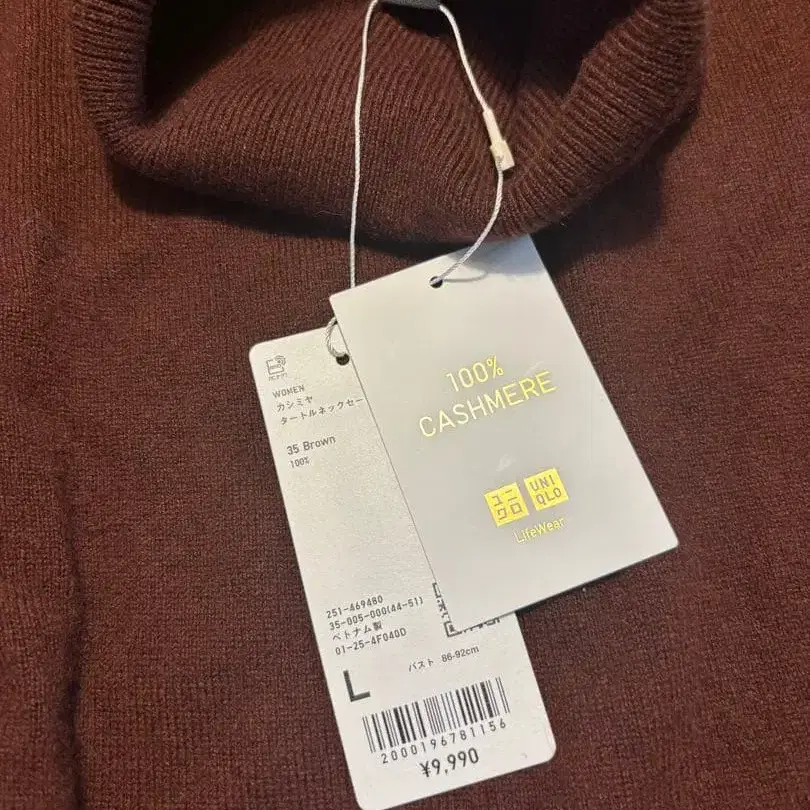 WOMEN
カシミヤ
タートルネックセー
35 Brown
100%
251-469480
35-005-000(44-51)
ベトナム製
01-25-4F040D
L
バスト 86-92cm
2000196781156
¥9,990
100%
CASHMERE
ユニクロ
UNIQLO
LifeWear